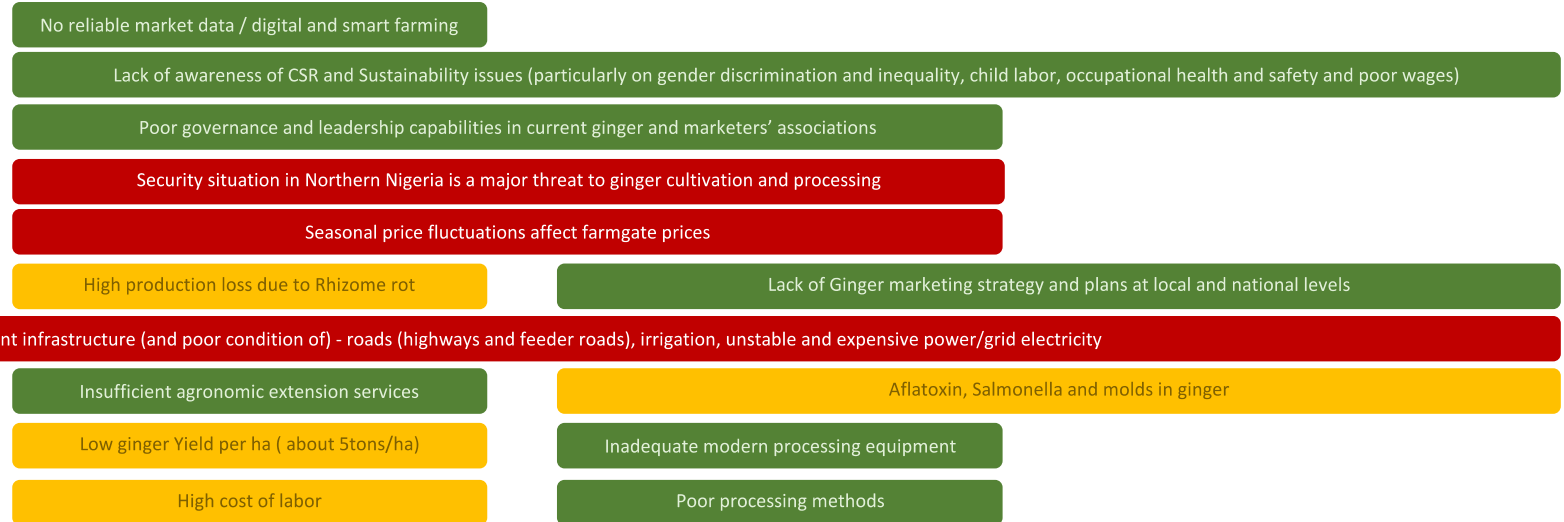 No reliable market data / digital and smart farming
Lack of awareness of CSR and Sustainability issues (particularly on gender discrimination and inequality, child labor, occupational health and safety and poor wages)
Poor governance and leadership capabilities in current ginger and marketers’ associations
Security situation in Northern Nigeria is a major threat to ginger cultivation and processing
Seasonal price fluctuations affect farmgate prices
High production loss due to Rhizome rot
Lack of Ginger marketing strategy and plans at local and national levels
nt infrastructure (and poor condition of) - roads (highways and feeder roads), irrigation, unstable and expensive power/grid electricity
Insufficient agronomic extension services
Aflatoxin, Salmonella and molds in ginger
Low ginger Yield per ha ( about 5tons/ha)
Inadequate modern processing equipment
High cost of labor
Poor processing methods